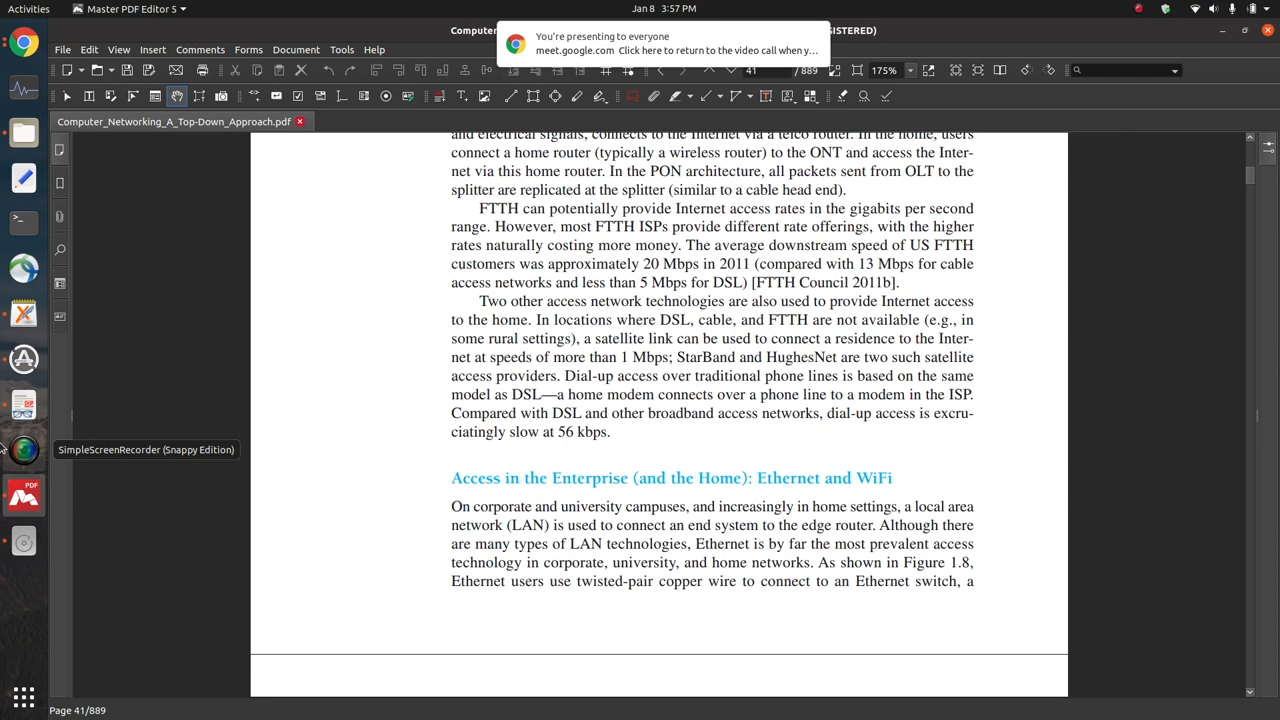 Activities
Master PDF Editor 5
Jan 8 3:57 PM
Compute
ISTERED)
You're presenting to everyone
meet.google.com Click here to return to the video call when y...
File Edit View Insert Comments Forms Document Tools Help
41 / 889
175%
Computer_Networking_A_Top-Down_Approach.pdf
and electrical signals, connects to the Internet via a telco router. In the home, users
connect a home router (typically a wireless router) to the ONT and access the Inter-
net via this home router. In the PON architecture, all packets sent from OLT to the
splitter are replicated at the splitter (similar to a cable head end).
FTTH can potentially provide Internet access rates in the gigabits per second
range. However, most FTTH ISPs provide different rate offerings, with the higher
rates naturally costing more money. The average downstream speed of US FTTH
customers was approximately 20 Mbps in 2011 (compared with 13 Mbps for cable
access networks and less than 5 Mbps for DSL) [FTTH Council 2011b].
Two other access network technologies are also used to provide Internet access
to the home. In locations where DSL, cable, and FTTH are not available (e.g., in
some rural settings), a satellite link can be used to connect a residence to the Inter-
net at speeds of more than 1 Mbps; StarBand and HughesNet are two such satellite
access providers. Dial-up access over traditional phone lines is based on the same
model as DSL—a home modem connects over a phone line to a modem in the ISP.
Compared with DSL and other broadband access networks, dial-up access is excru-
ciatingly slow at 56 kbps.
SimpleScreenRecorder (Snappy Edition)
Access in the Enterprise (and the Home): Ethernet and WiFi
On corporate and university campuses, and increasingly in home settings, a local area
network (LAN) is used to connect an end system to the edge router. Although there
are many types of LAN technologies, Ethernet is by far the most prevalent access
technology in corporate, university, and home networks. As shown in Figure 1.8,
Ethernet users use twisted-pair copper wire to connect to an Ethernet switch, a
Page 41/889